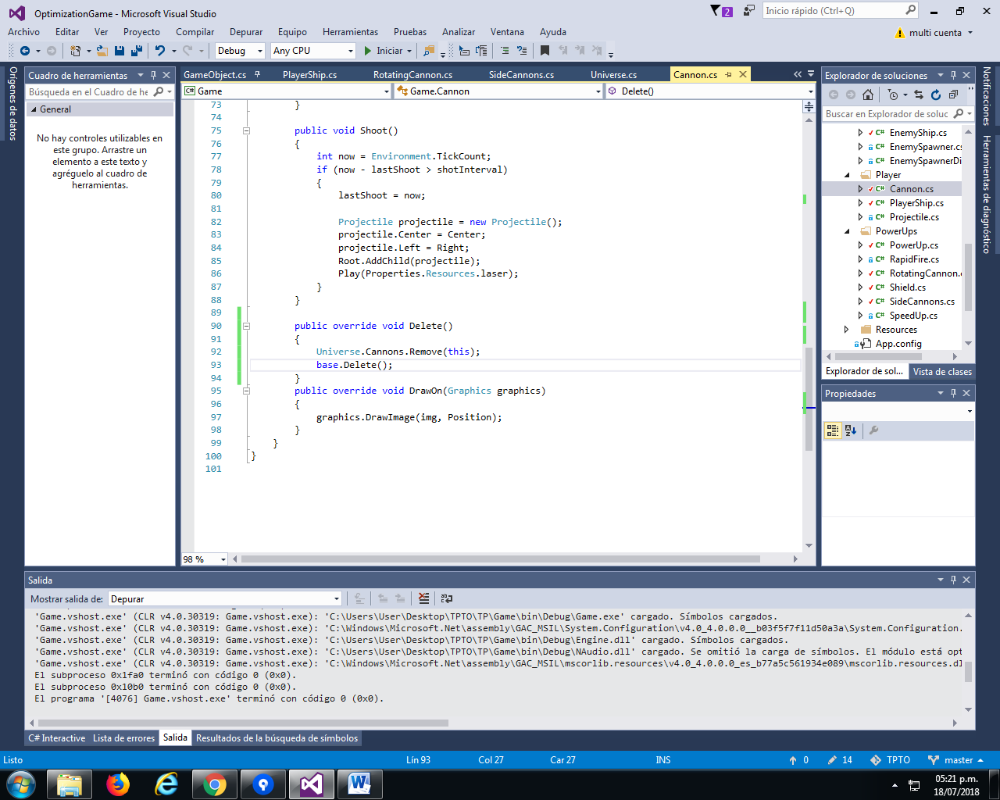 OptimizationGame - Microsoft Visual Studio
2
Inicio rápido (Ctrl+Q)
Archivo Editar Ver Proyecto Compilar Depurar Equipo Herramientas Pruebas Analizar Ventana Ayuda
multi cuenta
Debug Any CPU Iniciar
Orígenes de datos
Cuadro de herramientas
Búsqueda en el Cuadro de he
General
No hay controles utilizables en
este grupo. Arrastre un
elemento a este texto y
agréguelo al cuadro de
herramientas.
GameObject.cs PlayerShip.cs RotatingCannon.cs SideCannons.cs Universe.cs Cannon.cs
C# Game Game.Cannon Delete()
73 }
74
75 public void Shoot()
76 {
77 int now = Environment.TickCount;
78 if (now - lastShoot > shotInterval)
79 {
80 lastShoot = now;
81
82 Projectile projectile = new Projectile();
83 projectile.Center = Center;
84 projectile.Left = Right;
85 Root.AddChild(projectile);
86 Play(Properties.Resources.laser);
87 }
88 }
89
90 public override void Delete()
91 {
92 Universe.Cannons.Remove(this);
93 base.Delete();
94 }
95 public override void DrawOn(Graphics graphics)
96 {
97 graphics.DrawImage(img, Position);
98 }
99 }
100 }
101
98 %
Explorador de soluciones
Buscar en Explorador de soluc
C# EnemyShip.cs
C# EnemySpawner.cs
C# EnemySpawnerDi
Player
C# Cannon.cs
C# PlayerShip.cs
C# Projectile.cs
PowerUps
C# PowerUp.cs
C# RapidFire.cs
C# RotatingCannon.
C# Shield.cs
C# SideCannons.cs
C# SpeedUp.cs
Resources
App.config
Explorador de sol... Vista de clases
Propiedades
Notificaciones
Herramientas de diagnóstico
Salida
Mostrar salida de: Depurar
'Game.vshost.exe' (CLR v4.0.30319: Game.vshost.exe): 'C:\Users\User\Desktop\TPTO\TP\Game\bin\Debug\Game.exe' cargado. Símbolos cargados.
'Game.vshost.exe' (CLR v4.0.30319: Game.vshost.exe): 'C:\Windows\Microsoft.Net\assembly\GAC_MSIL\System.Configuration\v4.0_4.0.0.0__b03f5f7f11d50a3a\System.Configuration.
'Game.vshost.exe' (CLR v4.0.30319: Game.vshost.exe): 'C:\Users\User\Desktop\TPTO\TP\Game\bin\Debug\Engine.dll' cargado. Símbolos cargados.
'Game.vshost.exe' (CLR v4.0.30319: Game.vshost.exe): 'C:\Users\User\Desktop\TPTO\TP\Game\bin\Debug\NAudio.dll' cargado. Se omitió la carga de símbolos. El módulo está opt
'Game.vshost.exe' (CLR v4.0.30319: Game.vshost.exe): 'C:\Windows\Microsoft.Net\assembly\GAC_MSIL\mscorlib.resources\v4.0_4.0.0.0_es_b77a5c561934e089\mscorlib.resources.dl
El subproceso 0x1fa0 terminó con código 0 (0x0).
El subproceso 0x10b0 terminó con código 0 (0x0).
El programa '[4076] Game.vshost.exe' terminó con código 0 (0x0).
C# Interactive Lista de errores Salida Resultados de la búsqueda de símbolos
Listo Lín 93 Col 27 Car 27 INS 0 14 TPTO master
05:21 p.m.
18/07/2018